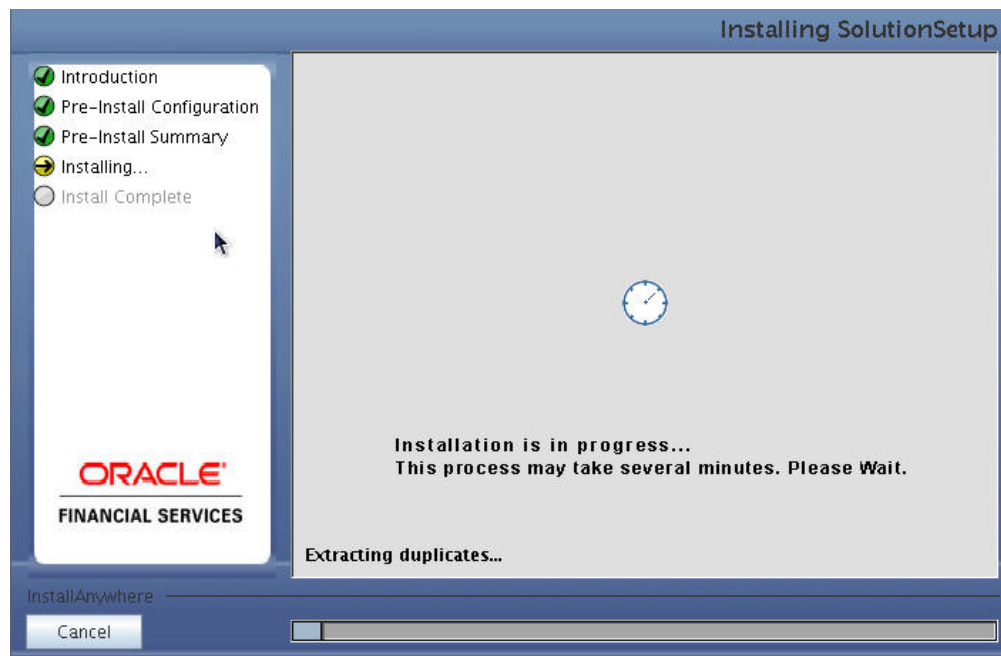 Installing SolutionSetup
Introduction
Pre-Install Configuration
Pre-Install Summary
Installing...
Install Complete
ORACLE'
FINANCIAL SERVICES
Installation is in progress...
This process may take several minutes. Please Wait.
Extracting duplicates...
InstallAnywhere
Cancel